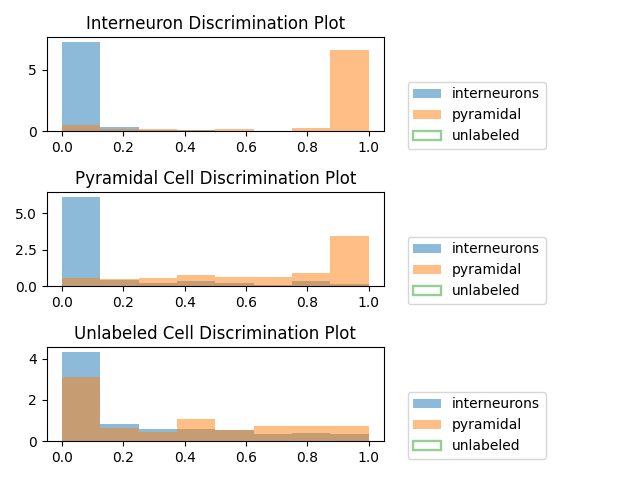 Interneuron Discrimination Plot
5
0
0.0 0.2 0.4 0.6 0.8 1.0
interneurons
pyramidal
unlabeled
Pyramidal Cell Discrimination Plot
5.0
2.5
0.0
0.0 0.2 0.4 0.6 0.8 1.0
interneurons
pyramidal
unlabeled
Unlabeled Cell Discrimination Plot
4
2
0
0.0 0.2 0.4 0.6 0.8 1.0
interneurons
pyramidal
unlabeled